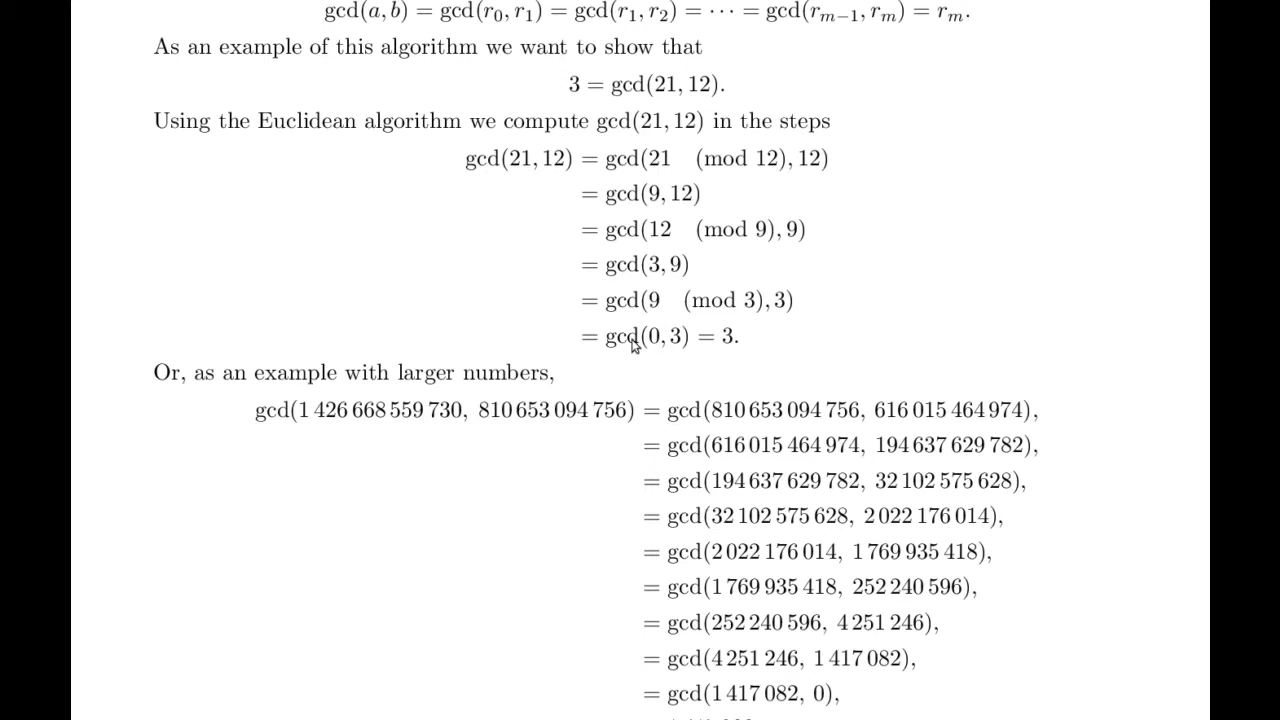 gcd(a, b) = gcd(r₀, r₁) = gcd(r₁, r₂) = ⋯ = gcd(rₘ₋₁, rₘ) = rₘ.
As an example of this algorithm we want to show that
3 = gcd(21, 12).
Using the Euclidean algorithm we compute gcd(21, 12) in the steps
gcd(21, 12) = gcd(21 (mod 12), 12)
= gcd(9, 12)
= gcd(12 (mod 9), 9)
= gcd(3, 9)
= gcd(9 (mod 3), 3)
= gcd(0, 3) = 3.
Or, as an example with larger numbers,
gcd(1 426 668 559 730, 810 653 094 756) = gcd(810 653 094 756, 616 015 464 974),
= gcd(616 015 464 974, 194 637 629 782),
= gcd(194 637 629 782, 32 102 575 628),
= gcd(32 102 575 628, 2 022 176 014),
= gcd(2 022 176 014, 1 769 935 418),
= gcd(1 769 935 418, 252 240 596),
= gcd(252 240 596, 4 251 246),
= gcd(4 251 246, 1 417 082),
= gcd(1 417 082, 0),